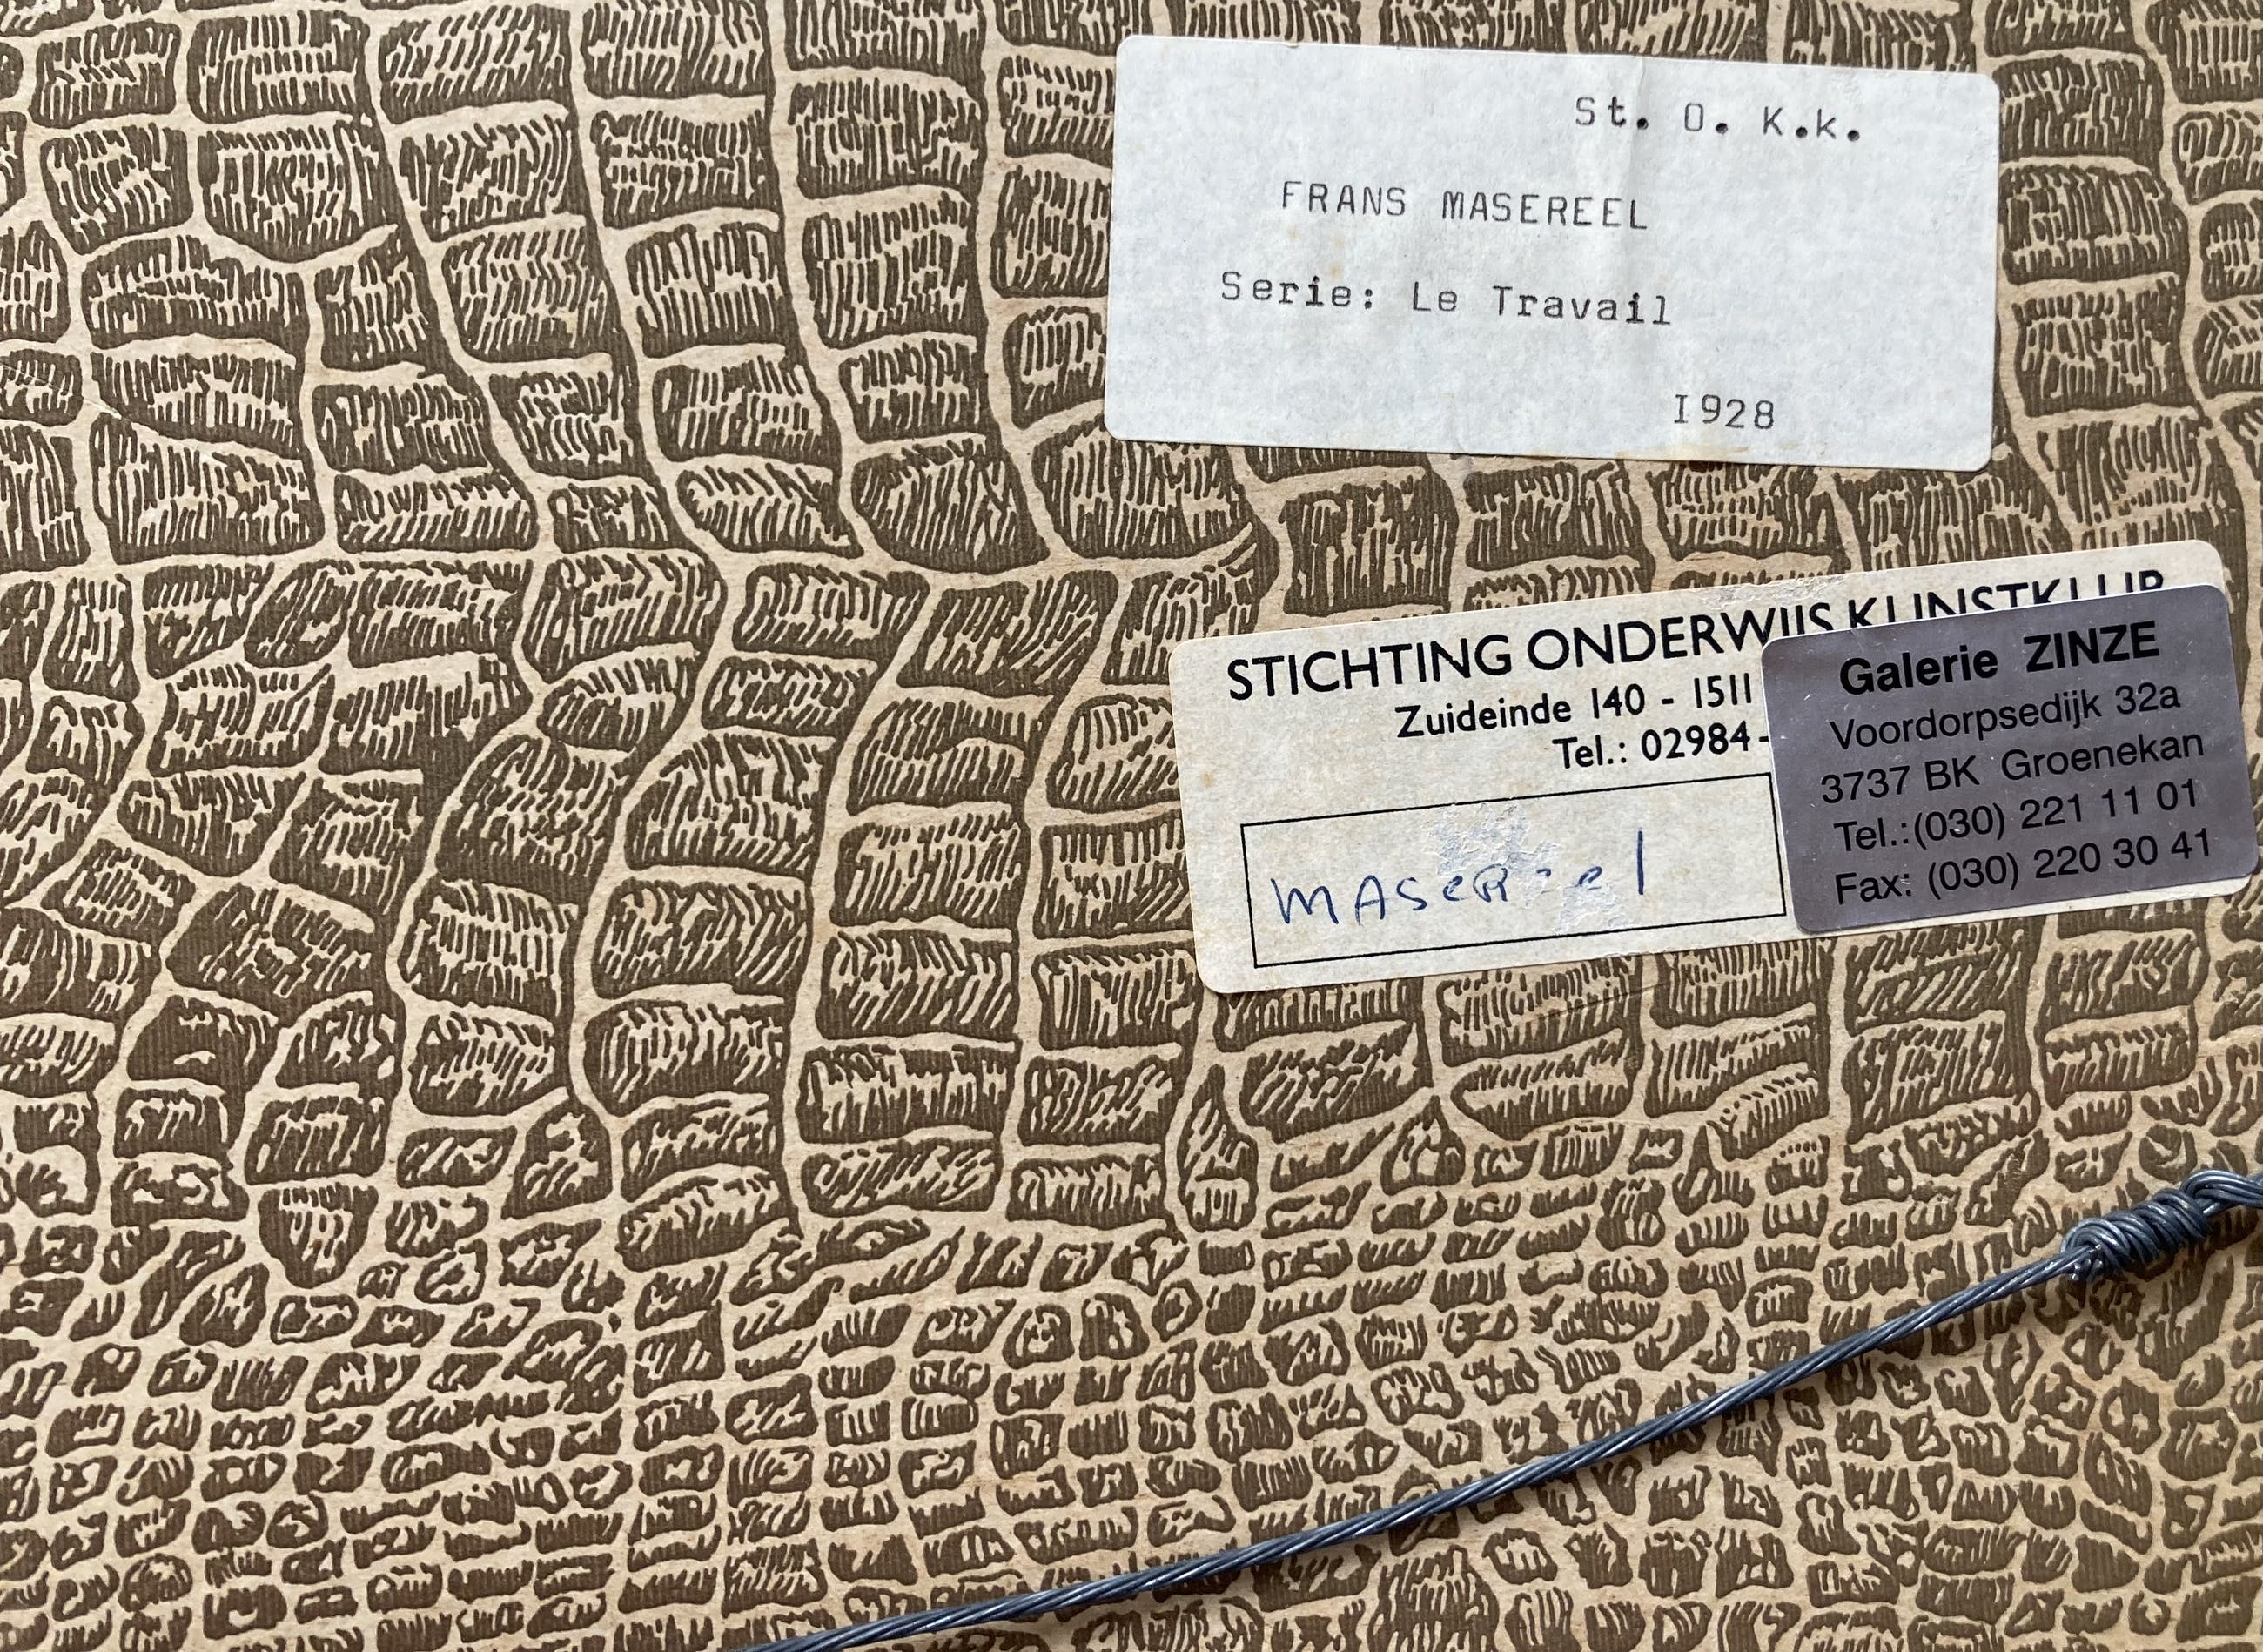 St. O. K.k.
FRANS MASEREEL
Serie: Le Travail
I928
STICHTING ONDERWIJS KUNSTKLUB
Zuideinde 140 - 1511
Tel.: 02984-
MAseReel
Galerie ZINZE
Voordorpsedijk 32a
3737 BK Groenekan
Tel.:(030) 221 11 01
Fax: (030) 220 30 41